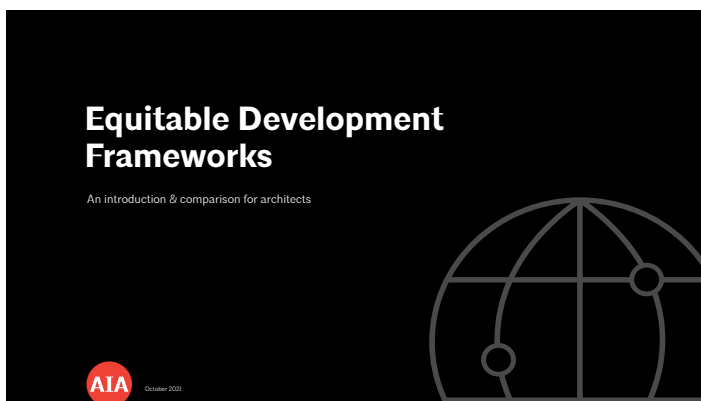 Equitable Development
Frameworks
An introduction & comparison for architects
AIA
October 2021